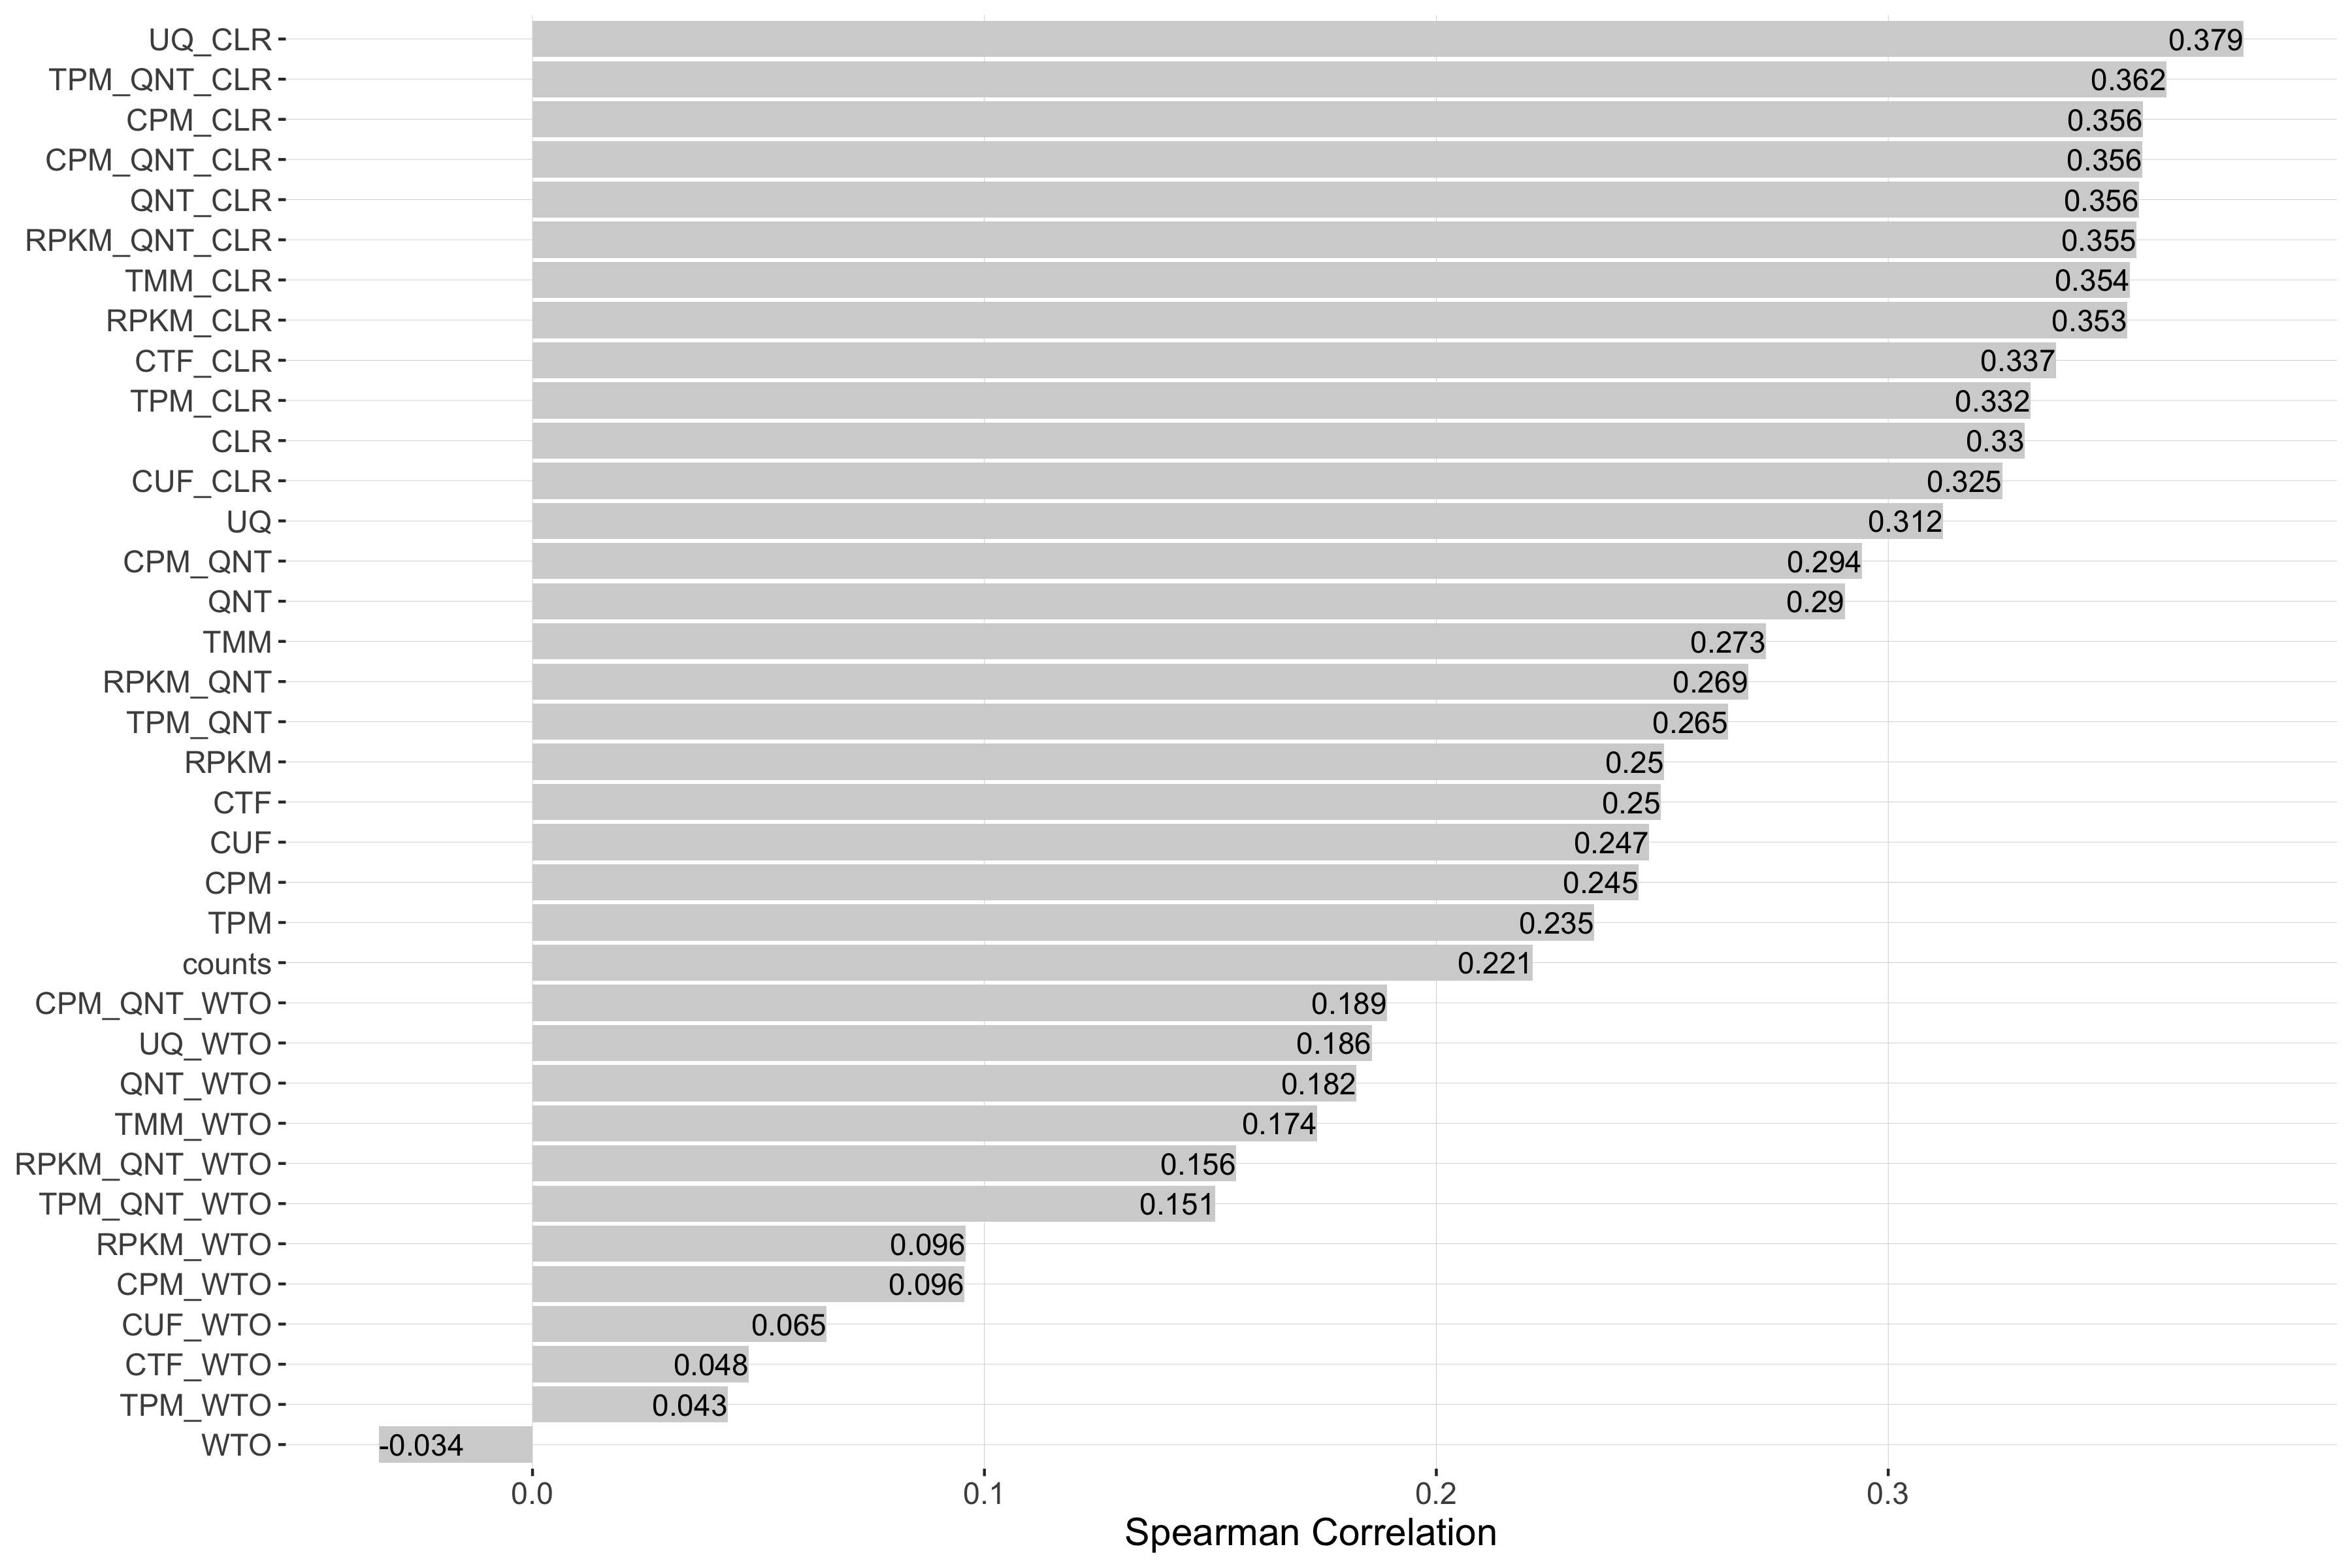 UQ_CLR 0.379
TPM_QNT_CLR 0.362
CPM_CLR 0.356
CPM_QNT_CLR 0.356
QNT_CLR 0.356
RPKM_QNT_CLR 0.355
TMM_CLR 0.354
RPKM_CLR 0.353
CTF_CLR 0.337
TPM_CLR 0.332
CLR 0.33
CUF_CLR 0.325
UQ 0.312
CPM_QNT 0.294
QNT 0.29
TMM 0.273
RPKM_QNT 0.269
TPM_QNT 0.265
RPKM 0.25
CTF 0.25
CUF 0.247
CPM 0.245
TPM 0.235
counts 0.221
CPM_QNT_WTO 0.189
UQ_WTO 0.186
QNT_WTO 0.182
TMM_WTO 0.174
RPKM_QNT_WTO 0.156
TPM_QNT_WTO 0.151
RPKM_WTO 0.096
CPM_WTO 0.096
CUF_WTO 0.065
CTF_WTO 0.048
TPM_WTO 0.043
WTO -0.034
0.0 0.1 0.2 0.3
Spearman Correlation